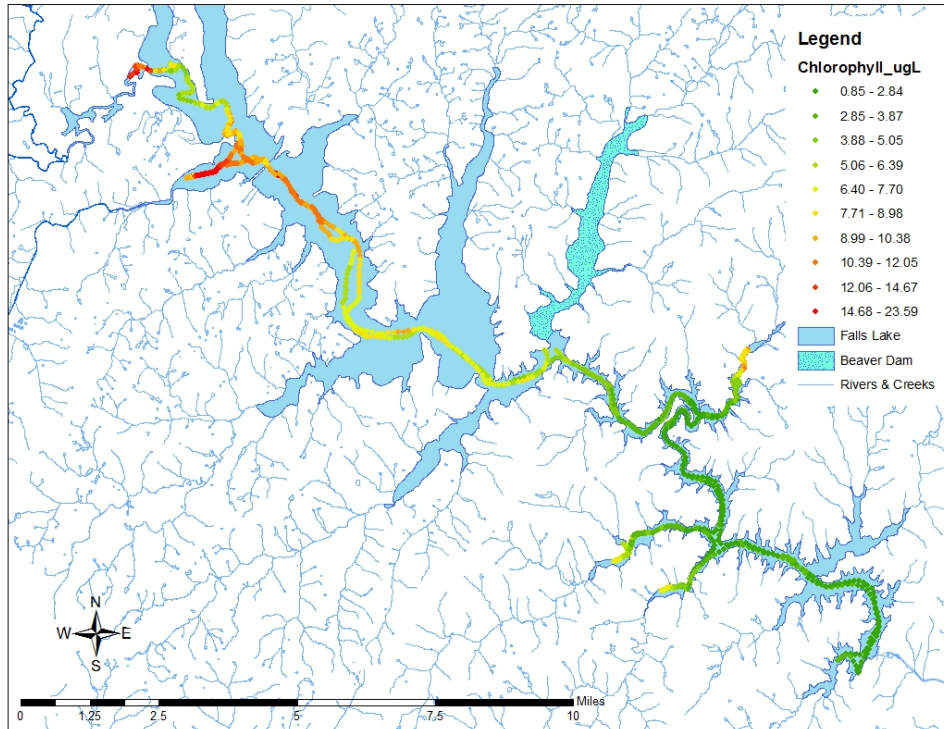 Legend
Chlorophyll_ugL
0.85 - 2.84
2.85 - 3.87
3.88 - 5.05
5.06 - 6.39
6.40 - 7.70
7.71 - 8.98
8.99 - 10.38
10.39 - 12.05
12.06 - 14.67
14.68 - 23.59
Falls Lake
Beaver Dam
Rivers & Creeks
N
W E
S
Miles
0 1.25 2.5 5 7.5 10